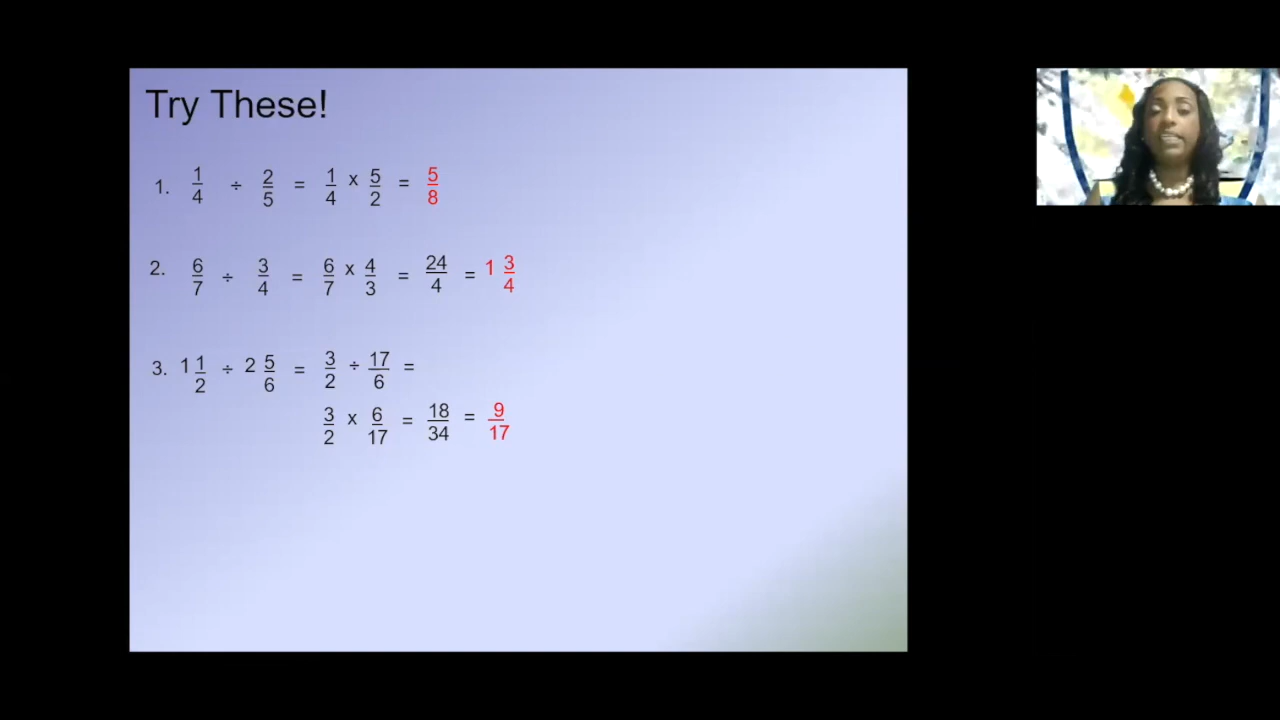 Try These!
1. 1/4 ÷ 2/5 = 1/4 x 5/2 = 5/8
2. 6/7 ÷ 3/4 = 6/7 x 4/3 = 24/4 = 1 3/4
3. 1 1/2 ÷ 2 5/6 = 3/2 ÷ 17/6 =
3/2 x 6/17 = 18/34 = 9/17